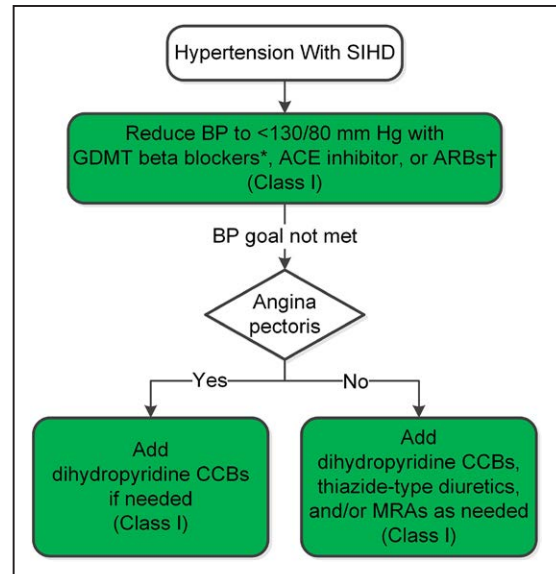 Hypertension With SIHD
Reduce BP to <130/80 mm Hg with
GDMT beta blockers*, ACE inhibitor, or ARBs†
(Class I)
BP goal not met
Angina
pectoris
Yes
No
Add
dihydropyridine CCBs
if needed
(Class I)
Add
dihydropyridine CCBs,
thiazide-type diuretics,
and/or MRAs as needed
(Class I)